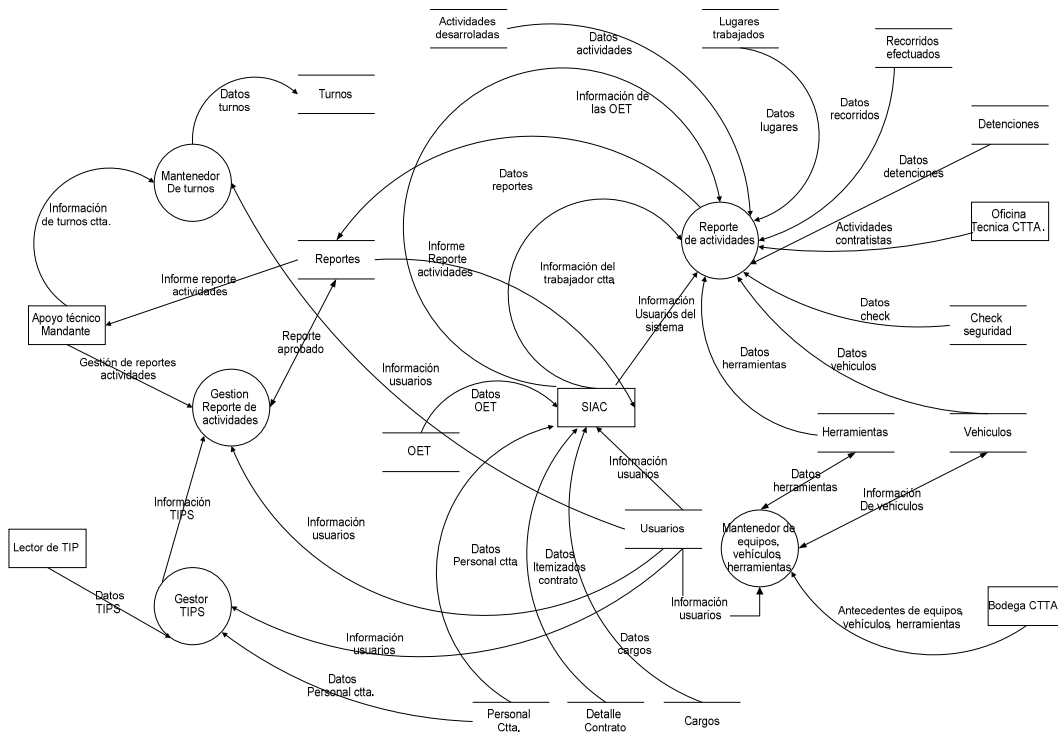 Actividades
desarroladas
Datos
actividades
Lugares
trabajados
Recorridos
efectuados
Datos
turnos
Turnos
Información de
las OET
Datos
lugares
Datos
recorridos
Detenciones
Mantenedor
De turnos
Datos
reportes
Datos
detenciones
Información
de turnos ctta.
Reporte
de actividades
Actividades
contratistas
Oficina
Tecnica CTTA.
Reportes
Informe
Reporte
actividades
Información del
trabajador ctta.
Informe reporte
actividades
Información
Usuarios del
sistema
Datos
check
Check
seguridad
Apoyo técnico
Mandante
Reporte
aprobado
Gestión de reportes
actividades
Datos
herramientas
Datos
vehiculos
Información
usuarios
Datos
OET
Gestion
Reporte de
actividades
SIAC
OET
Herramientas
Vehiculos
Información
usuarios
Datos
herramientas
Información
De vehiculos
Información
TIPS
Lector de TIP
Información
usuarios
Usuarios
Mantenedor de
equipos,
vehículos,
herramientas
Datos
Personal ctta.
Datos
Itemizados
contrato
Datos
TIPS
Gestor
TIPS
Información
usuarios
Antecedentes de equipos,
vehículos, herramientas
Bodega CTTA
Información
usuarios
Datos
cargos
Datos
Personal ctta.
Personal
Ctta.
Detalle
Contrato
Cargos